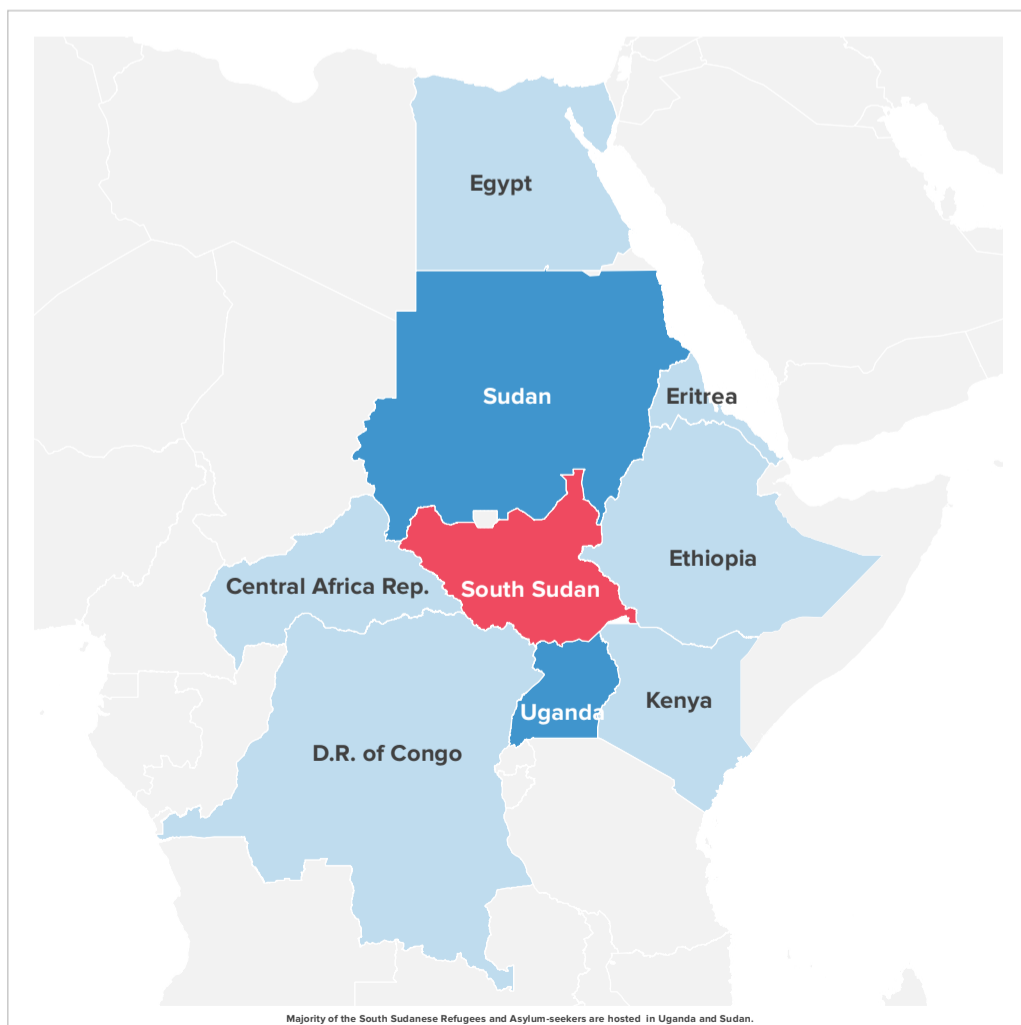 Egypt
Sudan
Eritrea
Ethiopia
Central Africa Rep.
South Sudan
Kenya
Uganda
D.R. of Congo
Majority of the South Sudanese Refugees and Asylum-seekers are hosted in Uganda and Sudan.